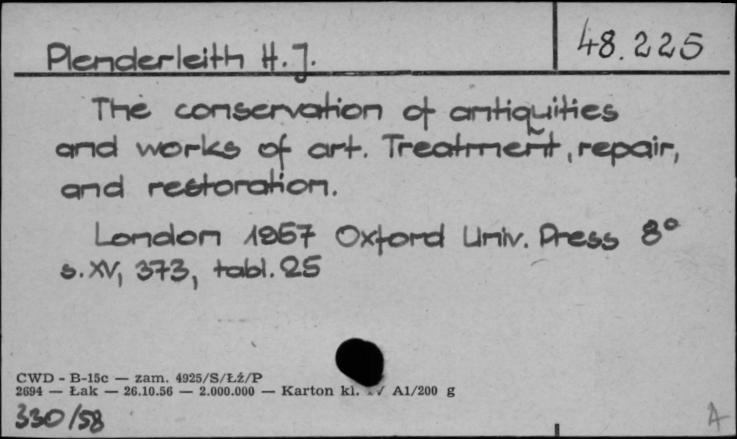 Plenderleith H. J.
48.225
The conservation of antiquities
and works of art. Treatment, repair,
and restoration.
London 1957 Oxford Univ. Press 8°
s. XV, 373, tabl. 25
CWD - B-15c — zam. 4925/S/Łź/P
2694 — Łak — 26.10.56 — 2.000.000 — Karton kl. IV A1/200 g
330/58
A